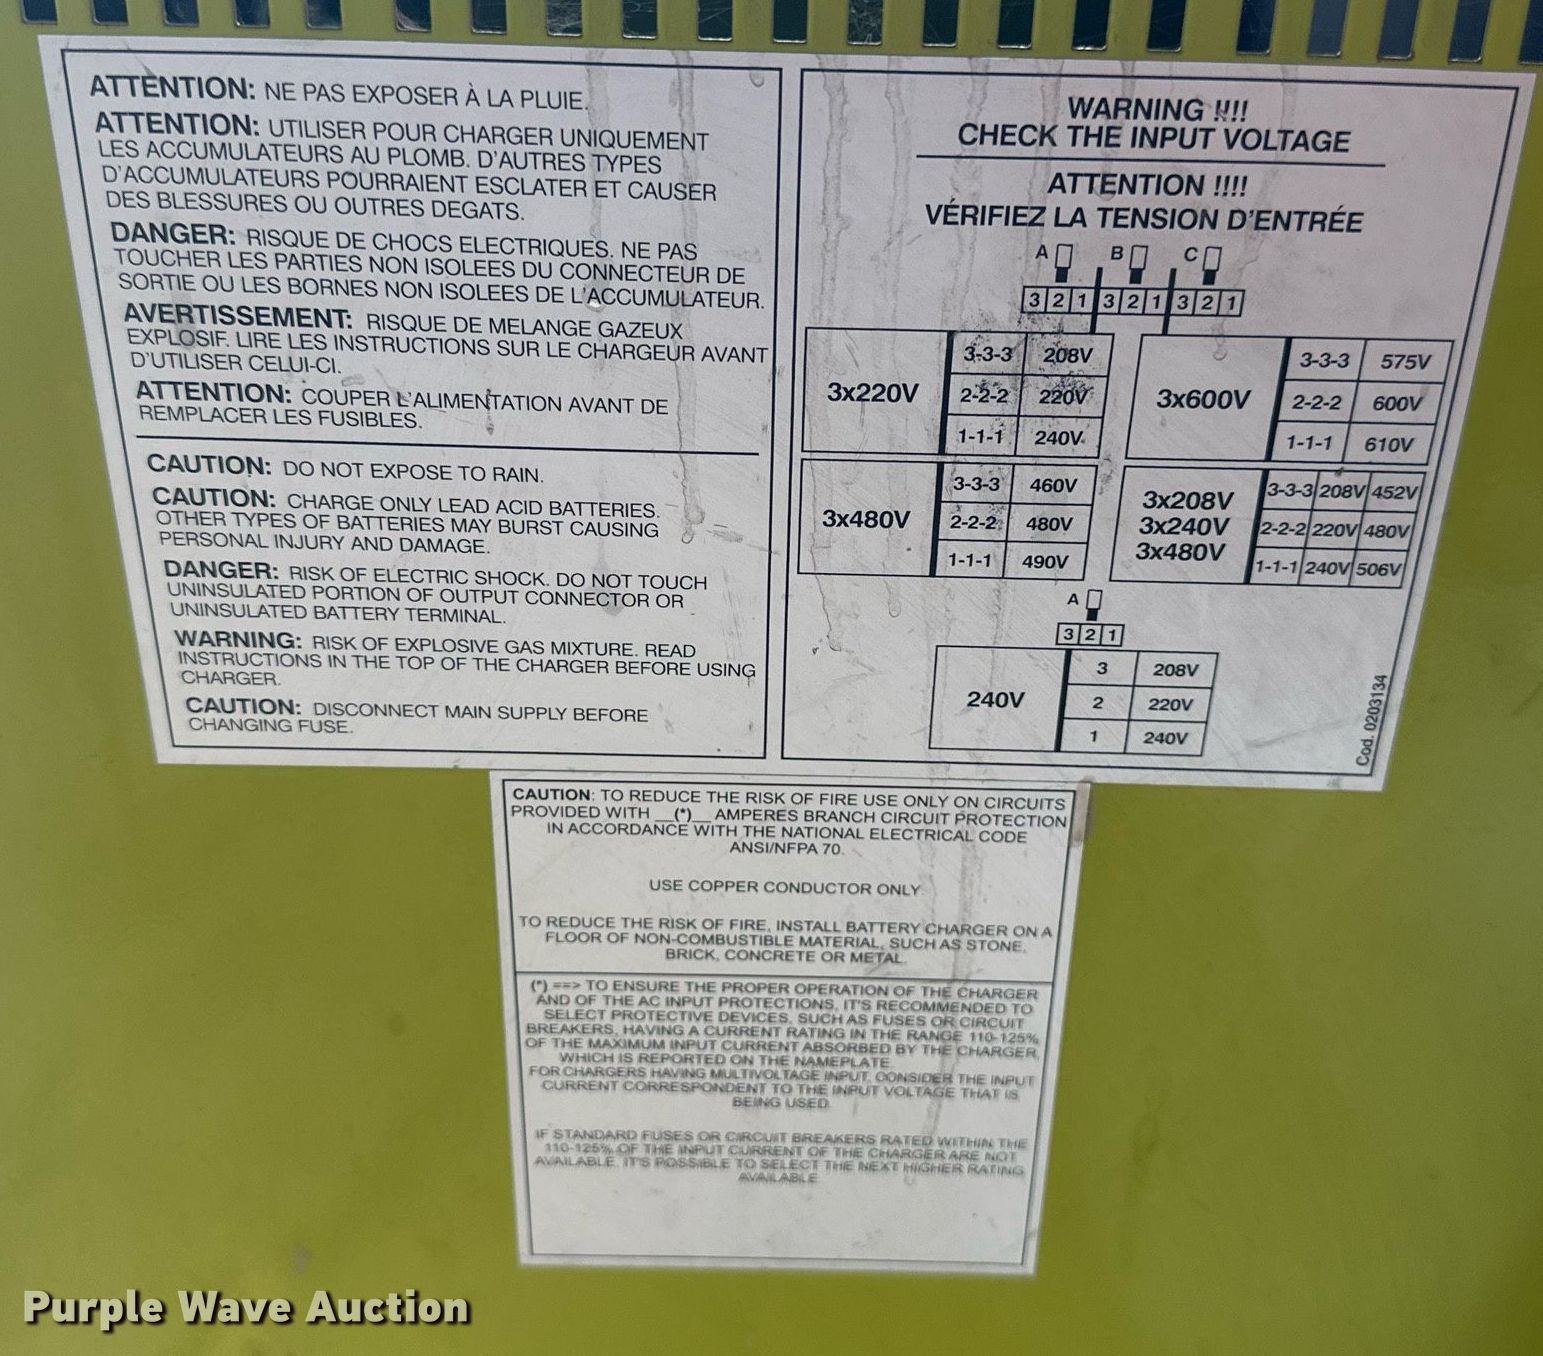 ATTENTION: NE PAS EXPOSER À LA PLUIE.
ATTENTION: UTILISER POUR CHARGER UNIQUEMENT
LES ACCUMULATEURS AU PLOMB. D'AUTRES TYPES
D'ACCUMULATEURS POURRAIENT ESCLATER ET CAUSER
DES BLESSURES OU OUTRES DEGATS.
DANGER: RISQUE DE CHOCS ELECTRIQUES. NE PAS
TOUCHER LES PARTIES NON ISOLEES DU CONNECTEUR DE
SORTIE OU LES BORNES NON ISOLEES DE L'ACCUMULATEUR.
AVERTISSEMENT: RISQUE DE MELANGE GAZEUX
EXPLOSIF. LIRE LES INSTRUCTIONS SUR LE CHARGEUR AVANT
D'UTILISER CELUI-CI.
ATTENTION: COUPER L'ALIMENTATION AVANT DE
REMPLACER LES FUSIBLES.
CAUTION: DO NOT EXPOSE TO RAIN.
CAUTION: CHARGE ONLY LEAD ACID BATTERIES.
OTHER TYPES OF BATTERIES MAY BURST CAUSING
PERSONAL INJURY AND DAMAGE.
DANGER: RISK OF ELECTRIC SHOCK. DO NOT TOUCH
UNINSULATED PORTION OF OUTPUT CONNECTOR OR
UNINSULATED BATTERY TERMINAL.
WARNING: RISK OF EXPLOSIVE GAS MIXTURE. READ
INSTRUCTIONS IN THE TOP OF THE CHARGER BEFORE USING
CHARGER.
CAUTION: DISCONNECT MAIN SUPPLY BEFORE
CHANGING FUSE.
WARNING !!!!
CHECK THE INPUT VOLTAGE
ATTENTION !!!!
VÉRIFIEZ LA TENSION D'ENTRÉE
A B C
3 2 1 3 2 1 3 2 1
3x220V
3-3-3 208V
2-2-2 220V
1-1-1 240V
3x600V
3-3-3 575V
2-2-2 600V
1-1-1 610V
3x480V
3-3-3 460V
2-2-2 480V
1-1-1 490V
3x208V
3x240V
3x480V
3-3-3 208V 452V
2-2-2 220V 480V
1-1-1 240V 506V
A
3 2 1
240V
3 208V
2 220V
1 240V
Cod. 0203134
CAUTION: TO REDUCE THE RISK OF FIRE USE ONLY ON CIRCUITS
PROVIDED WITH __(*)__ AMPERES BRANCH CIRCUIT PROTECTION
IN ACCORDANCE WITH THE NATIONAL ELECTRICAL CODE
ANSI/NFPA 70.
USE COPPER CONDUCTOR ONLY.
TO REDUCE THE RISK OF FIRE, INSTALL BATTERY CHARGER ON A
FLOOR OF NON-COMBUSTIBLE MATERIAL, SUCH AS STONE,
BRICK, CONCRETE OR METAL.
(*) ==> TO ENSURE THE PROPER OPERATION OF THE CHARGER
AND OF THE AC INPUT PROTECTIONS, IT'S RECOMMENDED TO
SELECT PROTECTIVE DEVICES, SUCH AS FUSES OR CIRCUIT
BREAKERS, HAVING A CURRENT RATING IN THE RANGE 110-125%
OF THE MAXIMUM INPUT CURRENT ABSORBED BY THE CHARGER,
WHICH IS REPORTED ON THE NAMEPLATE.
FOR CHARGERS HAVING MULTIVOLTAGE INPUT, CONSIDER THE INPUT
CURRENT CORRESPONDENT TO THE INPUT VOLTAGE THAT IS
BEING USED.
IF STANDARD FUSES OR CIRCUIT BREAKERS RATED WITHIN THE
110-125% OF THE INPUT CURRENT OF THE CHARGER ARE NOT
AVAILABLE, IT'S POSSIBLE TO SELECT THE NEXT HIGHER RATING
AVAILABLE.
Purple Wave Auction